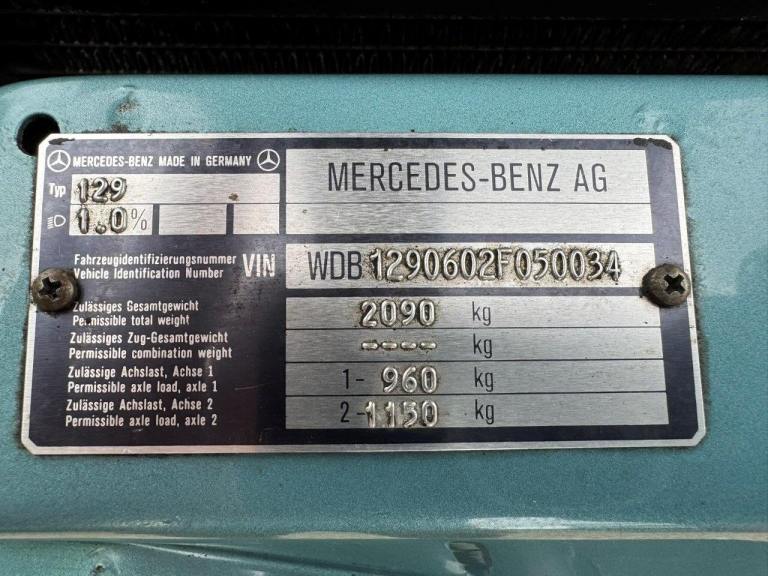 MERCEDES-BENZ MADE IN GERMANY
MERCEDES-BENZ AG
Typ 129
1.0%
Fahrzeugidentifizierungsnummer
Vehicle Identification Number
VIN WDB 1290602F050034
Zulässiges Gesamtgewicht
Permissible total weight
2090 kg
Zulässiges Zug-Gesamtgewicht
Permissible combination weight
---- kg
Zulässige Achslast, Achse 1
Permissible axle load, axle 1
1- 960 kg
Zulässige Achslast, Achse 2
Permissible axle load, axle 2
2- 1150 kg